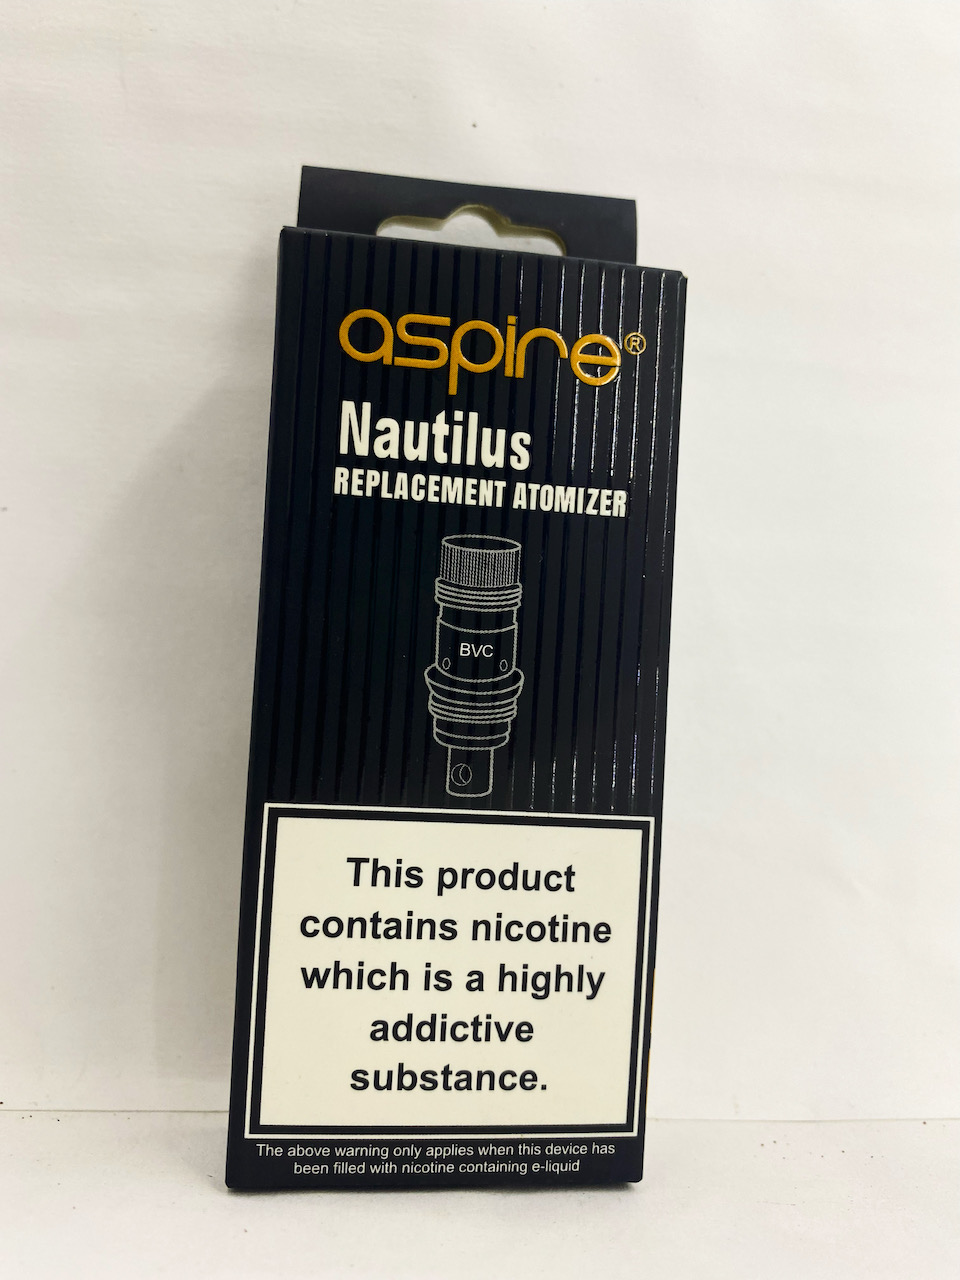 aspire®
Nautilus
REPLACEMENT ATOMIZER
BVC
This product
contains nicotine
which is a highly
addictive
substance.
The above warning only applies when this device has
been filled with nicotine containing e-liquid